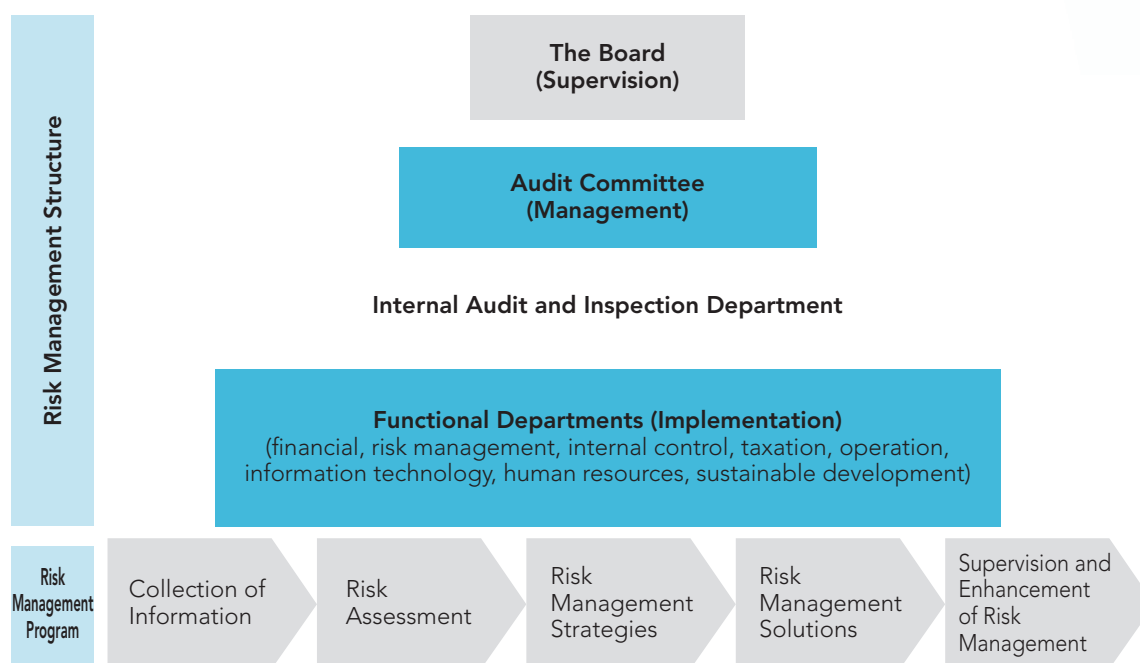 Risk Management Structure
The Board
(Supervision)
Audit Committee
(Management)
Internal Audit and Inspection Department
Functional Departments (Implementation)
(financial, risk management, internal control, taxation, operation,
information technology, human resources, sustainable development)
Risk
Management
Program
Collection of
Information
Risk
Assessment
Risk
Management
Strategies
Risk
Management
Solutions
Supervision and
Enhancement
of Risk
Management